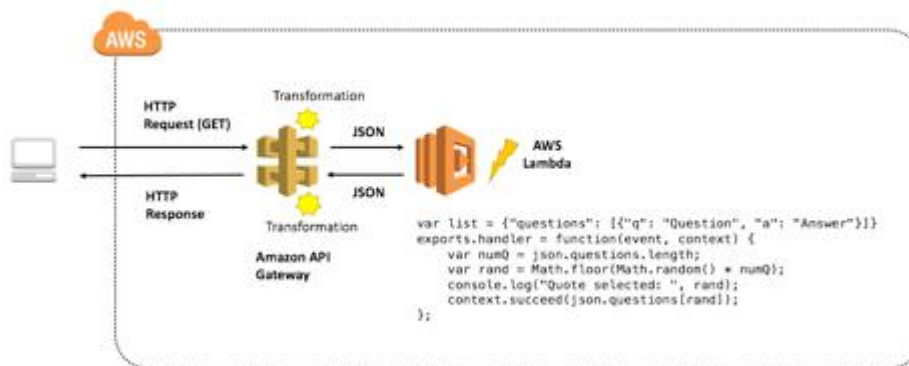 AWS
Transformation
HTTP
Request (GET)
JSON
AWS
Lambda
JSON
HTTP
Response
Transformation
Amazon API
Gateway
var list = {"questions": [{"q": "Question", "a": "Answer"}]}
exports.handler = function(event, context) {
    var numQ = json.questions.length;
    var rand = Math.floor(Math.random() * numQ);
    console.log("Quote selected: ", rand);
    context.succeed(json.questions[rand]);
};